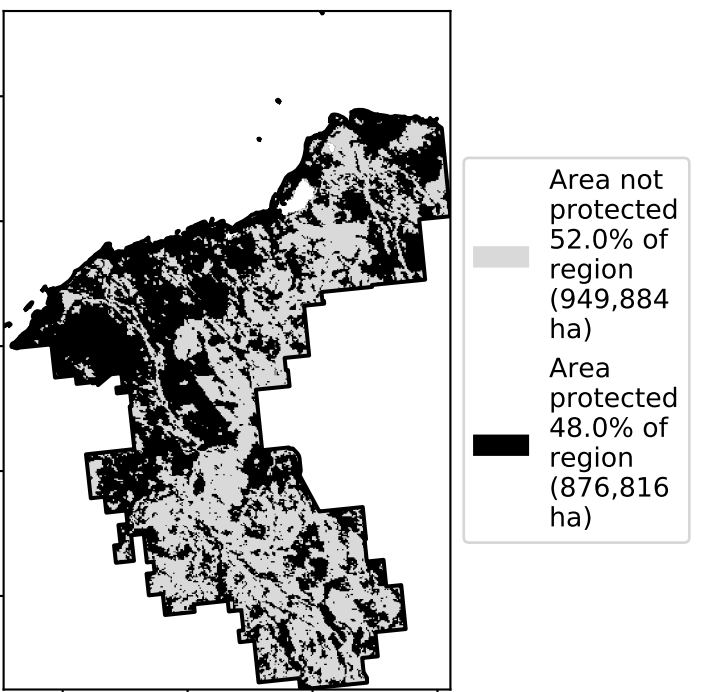 Area not
protected
52.0% of
region
(949,884
ha)
Area
protected
48.0% of
region
(876,816
ha)